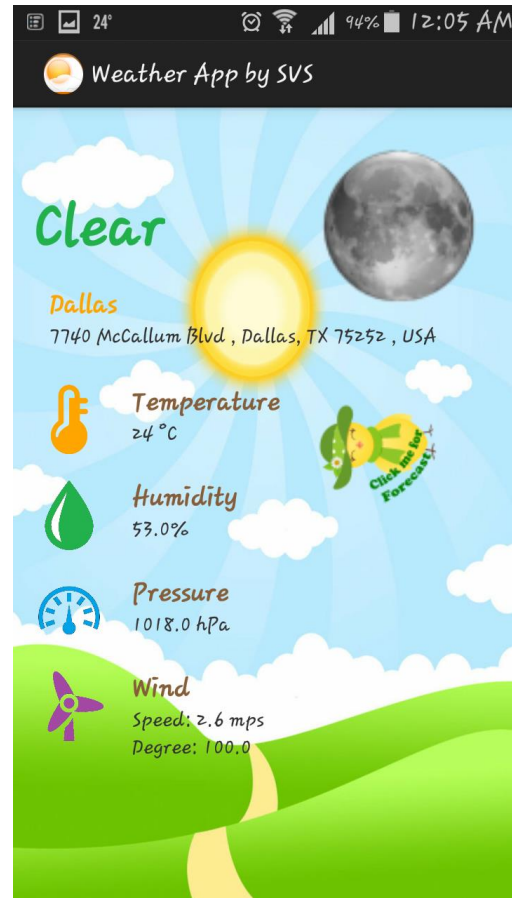 24°
94%
12:05 AM
Weather App by SVS
Clear
Dallas
7740 McCallum Blvd , Dallas, TX 75252 , USA
Temperature
24 °C
Click me for
Forecast
Humidity
53.0%
Pressure
1018.0 hPa
Wind
Speed: 2.6 mps
Degree: 100.0